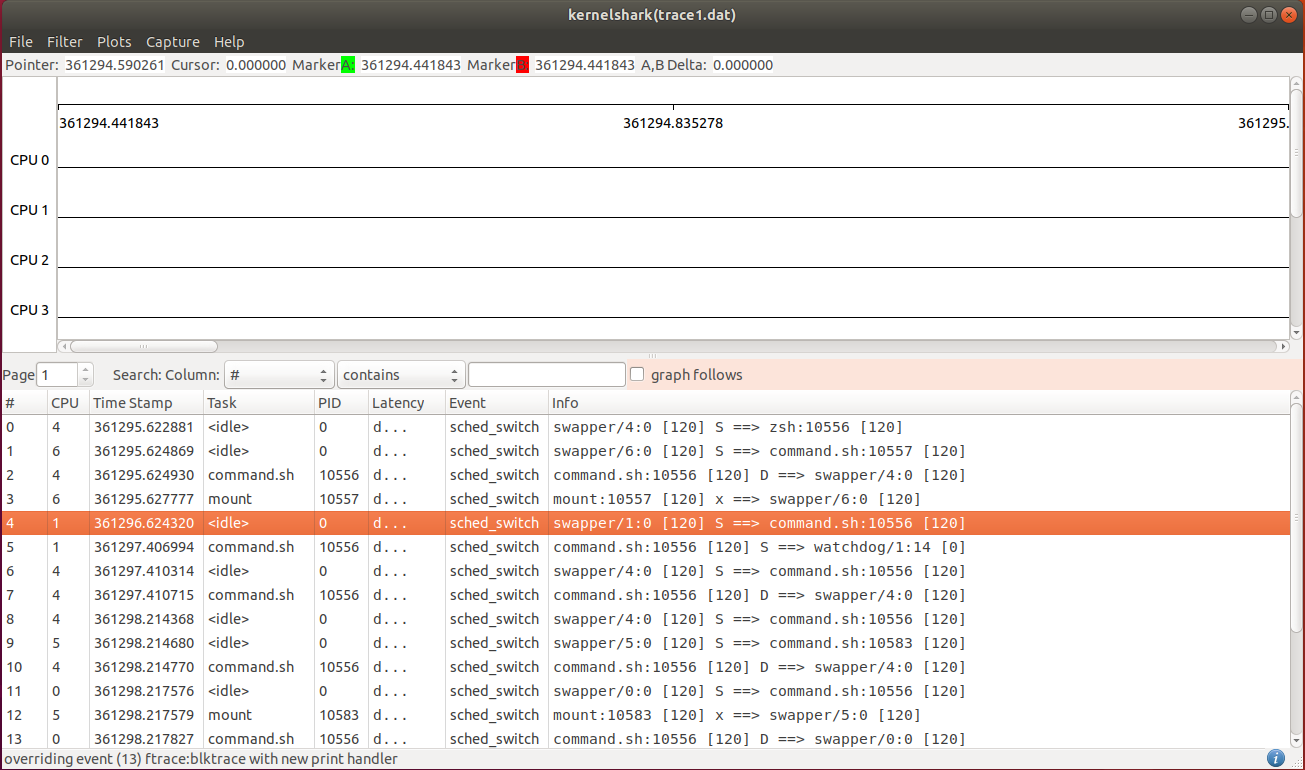 kernelshark(trace1.dat)
File Filter Plots Capture Help
Pointer: 361294.590261 Cursor: 0.000000 MarkerA: 361294.441843 MarkerB: 361294.441843 A,B Delta: 0.000000
361294.441843 361294.835278 361295.
CPU 0
CPU 1
CPU 2
CPU 3
Page 1 Search: Column: # contains graph follows
# CPU Time Stamp Task PID Latency Event Info
0 4 361295.622881 <idle> 0 d... sched_switch swapper/4:0 [120] S ==> zsh:10556 [120]
1 6 361295.624869 <idle> 0 d... sched_switch swapper/6:0 [120] S ==> command.sh:10557 [120]
2 4 361295.624930 command.sh 10556 d... sched_switch command.sh:10556 [120] D ==> swapper/4:0 [120]
3 6 361295.627777 mount 10557 d... sched_switch mount:10557 [120] x ==> swapper/6:0 [120]
4 1 361296.624320 <idle> 0 d... sched_switch swapper/1:0 [120] S ==> command.sh:10556 [120]
5 1 361297.406994 command.sh 10556 d... sched_switch command.sh:10556 [120] S ==> watchdog/1:14 [0]
6 4 361297.410314 <idle> 0 d... sched_switch swapper/4:0 [120] S ==> command.sh:10556 [120]
7 4 361297.410715 command.sh 10556 d... sched_switch command.sh:10556 [120] D ==> swapper/4:0 [120]
8 4 361298.214368 <idle> 0 d... sched_switch swapper/4:0 [120] S ==> command.sh:10556 [120]
9 5 361298.214680 <idle> 0 d... sched_switch swapper/5:0 [120] S ==> command.sh:10583 [120]
10 4 361298.214770 command.sh 10556 d... sched_switch command.sh:10556 [120] D ==> swapper/4:0 [120]
11 0 361298.217576 <idle> 0 d... sched_switch swapper/0:0 [120] S ==> command.sh:10556 [120]
12 5 361298.217579 mount 10583 d... sched_switch mount:10583 [120] x ==> swapper/5:0 [120]
13 0 361298.217827 command.sh 10556 d... sched_switch command.sh:10556 [120] D ==> swapper/0:0 [120]
overriding event (13) ftrace:blktrace with new print handler